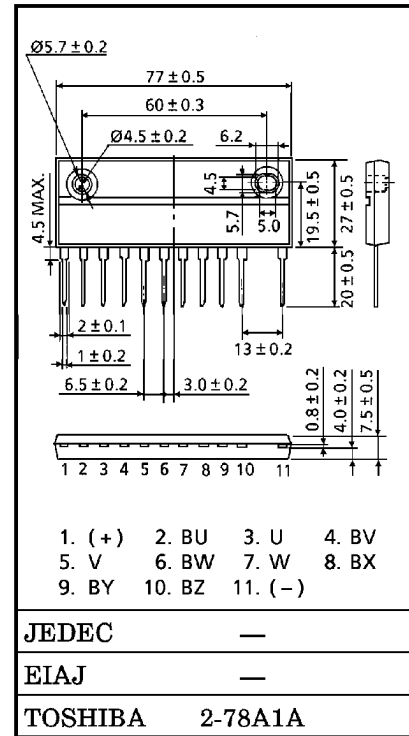 Ø5.7±0.2
77±0.5
60±0.3
Ø4.5±0.2
6.2
4.5 MAX.
4.5
5.7
5.0
19.5±0.5
27±0.5
20±0.5
2±0.1
1±0.2
13±0.2
6.5±0.2
3.0±0.2
0.8±0.2
4.0±0.2
7.5±0.5
1 2 3 4 5 6 7 8 9 10 11
1. (+) 2. BU 3. U 4. BV
5. V 6. BW 7. W 8. BX
9. BY 10. BZ 11. (−)
JEDEC —
EIAJ —
TOSHIBA 2-78A1A